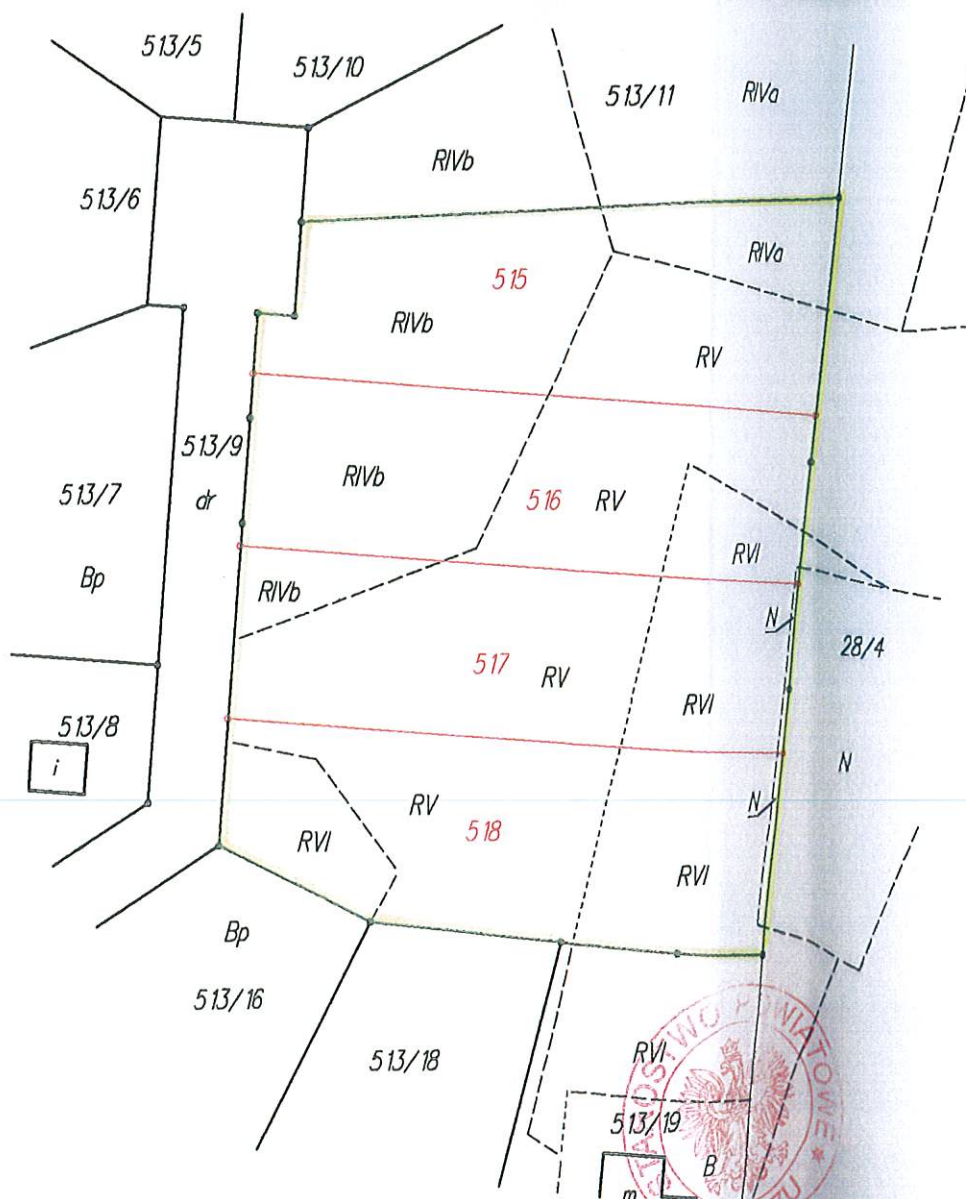 513/5
513/10
513/11
RIVa
RIVb
513/6
RIVa
515
RIVb
RV
513/9
dr
RIVb
513/7
516
RV
Bp
RIVb
RVI
N
28/4
517
RV
RVI
513/8
i
N
N
RV
518
RVI
RVI
Bp
513/16
513/18
STAROSTWO POWIATOWE *
RVI
513/19
B
m